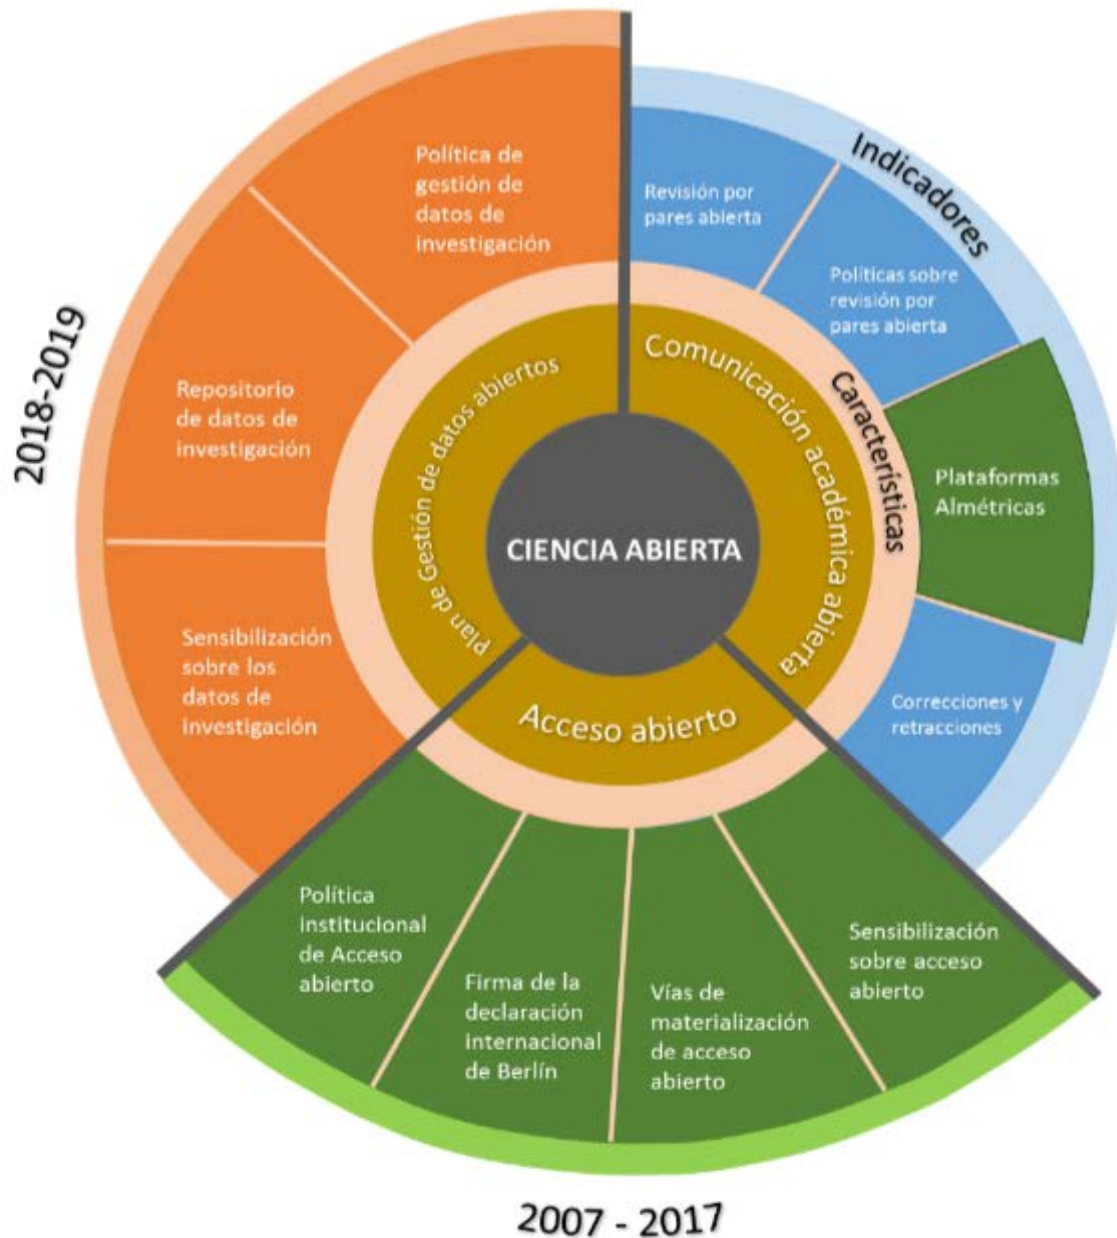 Política de
gestión de
datos de
investigación
Revisión por
pares abierta
Indicadores
Políticas sobre
revisión por
pares abierta
2018-2019
Repositorio
de datos de
investigación
Plan de Gestión de datos abiertos
Comunicación académica abierta
Características
Plataformas
Almétricas
CIENCIA ABIERTA
Sensibilización
sobre los
datos de
investigación
Acceso abierto
Correcciones y
retracciones
Política
institucional
de Acceso
abierto
Firma de la
declaración
internacional
de Berlín
Vías de
materialización
de acceso
abierto
Sensibilización
sobre acceso
abierto
2007 - 2017